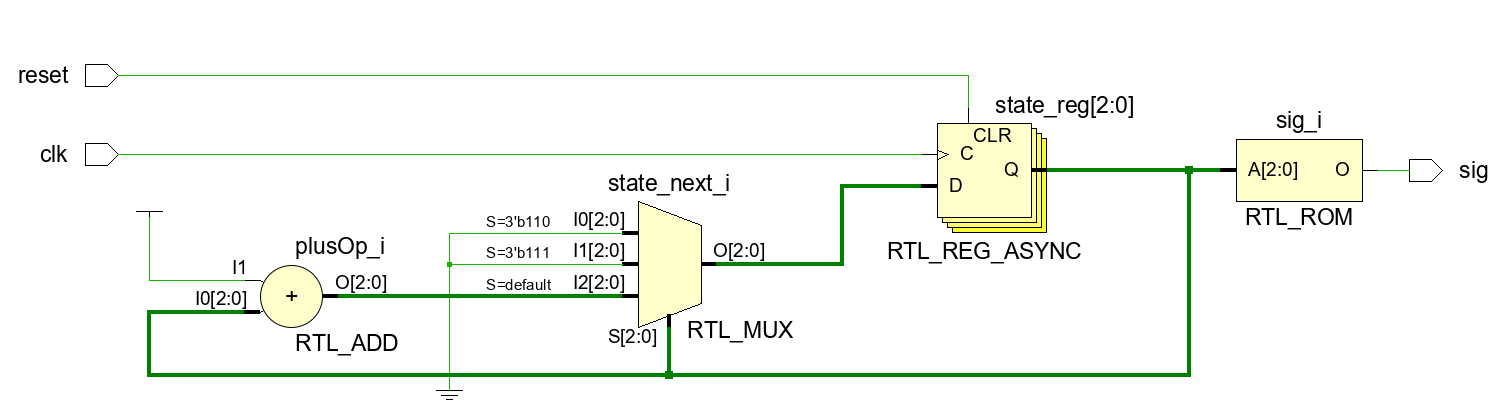 reset
clk
state_reg[2:0]
CLR
C
D
Q
RTL_REG_ASYNC
sig_i
A[2:0]
O
RTL_ROM
sig
state_next_i
S=3'b110
I0[2:0]
S=3'b111
I1[2:0]
S=default
I2[2:0]
O[2:0]
S[2:0]
RTL_MUX
plusOp_i
I1
I0[2:0]
+
O[2:0]
RTL_ADD